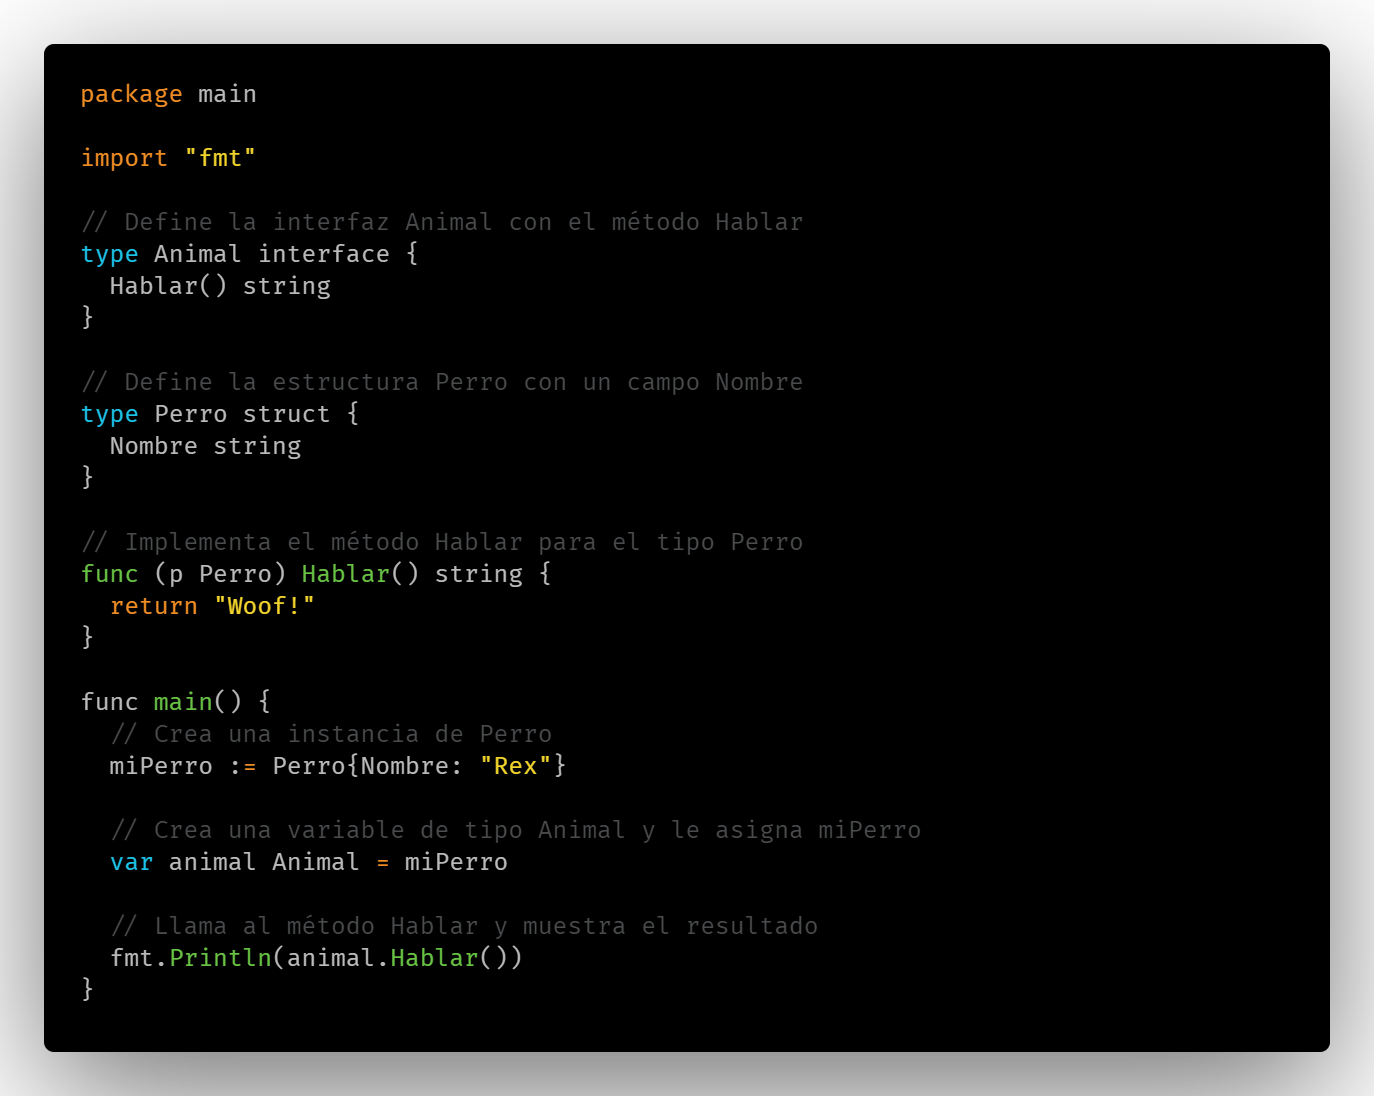 package main
import "fmt"
// Define la interfaz Animal con el método Hablar
type Animal interface {
  Hablar() string
}
// Define la estructura Perro con un campo Nombre
type Perro struct {
  Nombre string
}
// Implementa el método Hablar para el tipo Perro
func (p Perro) Hablar() string {
  return "Woof!"
}
func main() {
  // Crea una instancia de Perro
  miPerro := Perro{Nombre: "Rex"}
  // Crea una variable de tipo Animal y le asigna miPerro
  var animal Animal = miPerro
  // Llama al método Hablar y muestra el resultado
  fmt.Println(animal.Hablar())
}